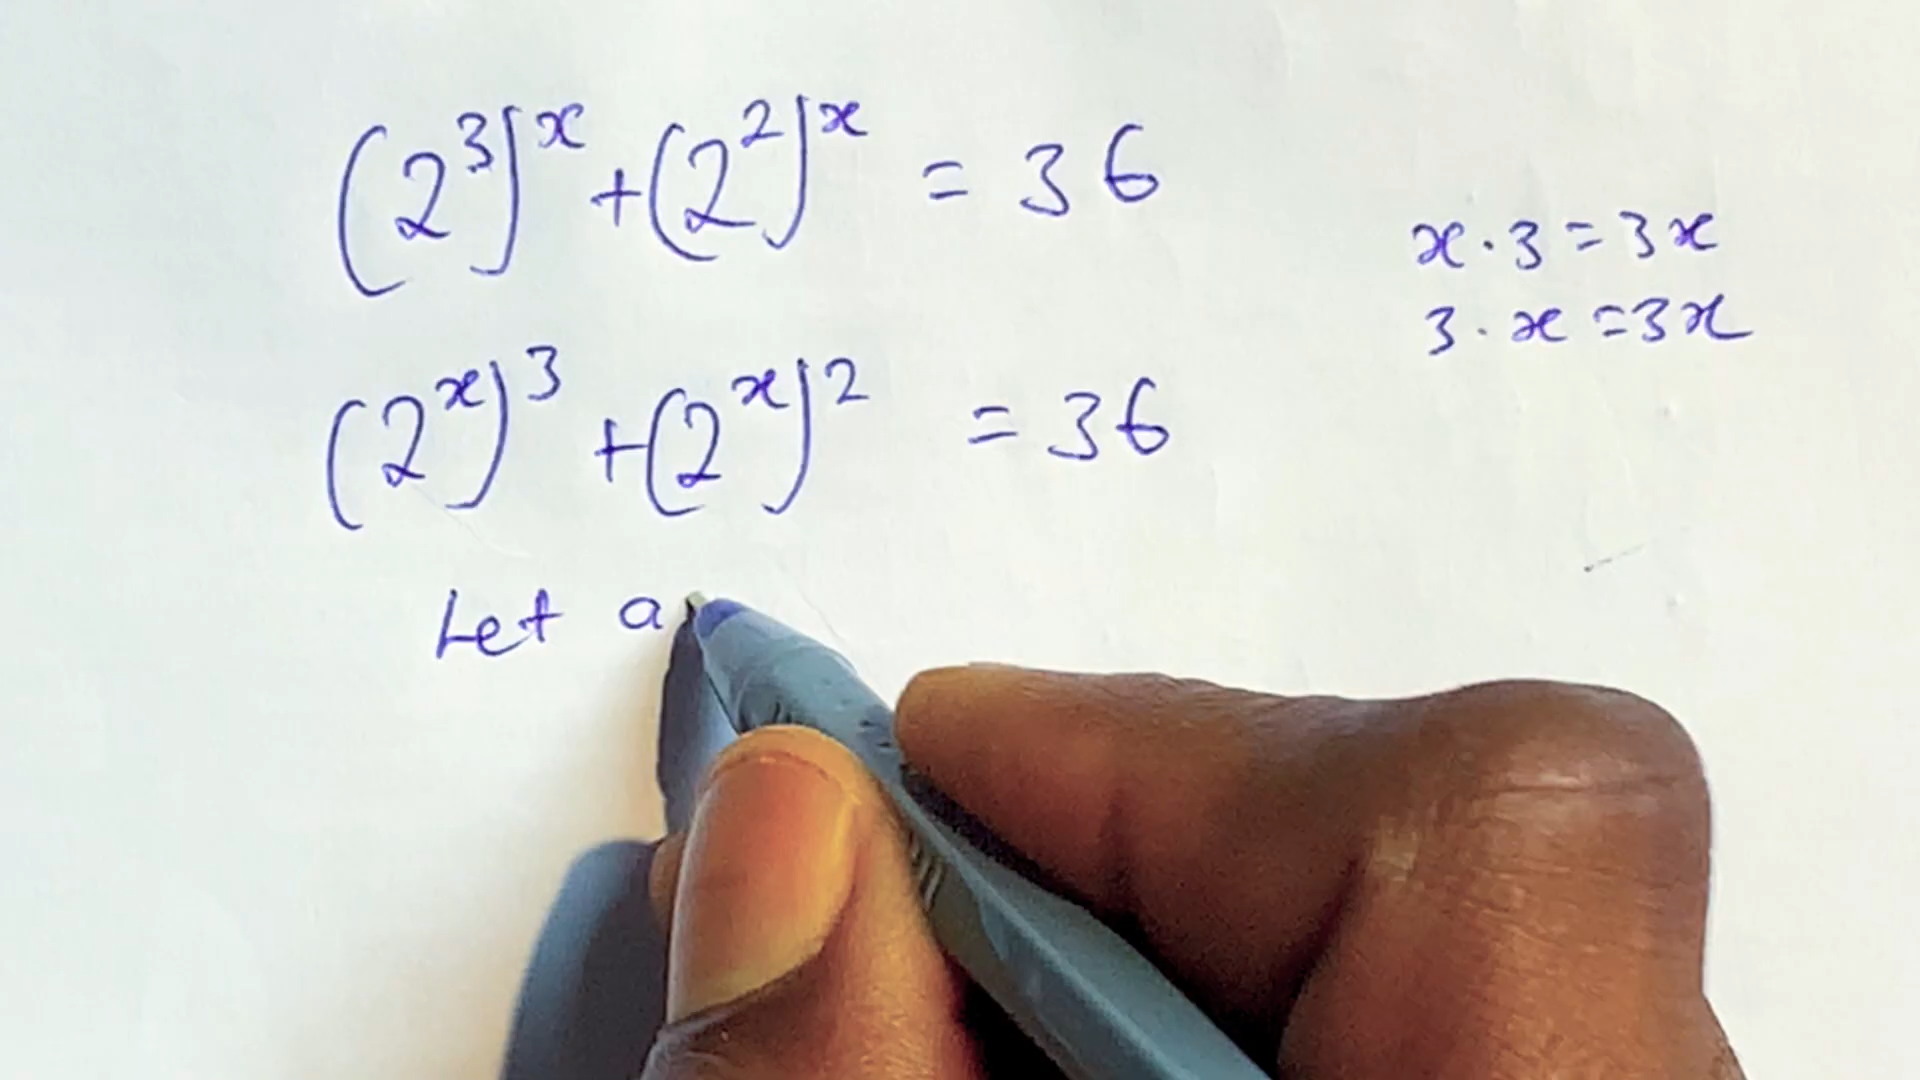 (2³)ˣ + (2²)ˣ = 36
x · 3 = 3x
3 · x = 3x
(2ˣ)³ + (2ˣ)² = 36
Let a